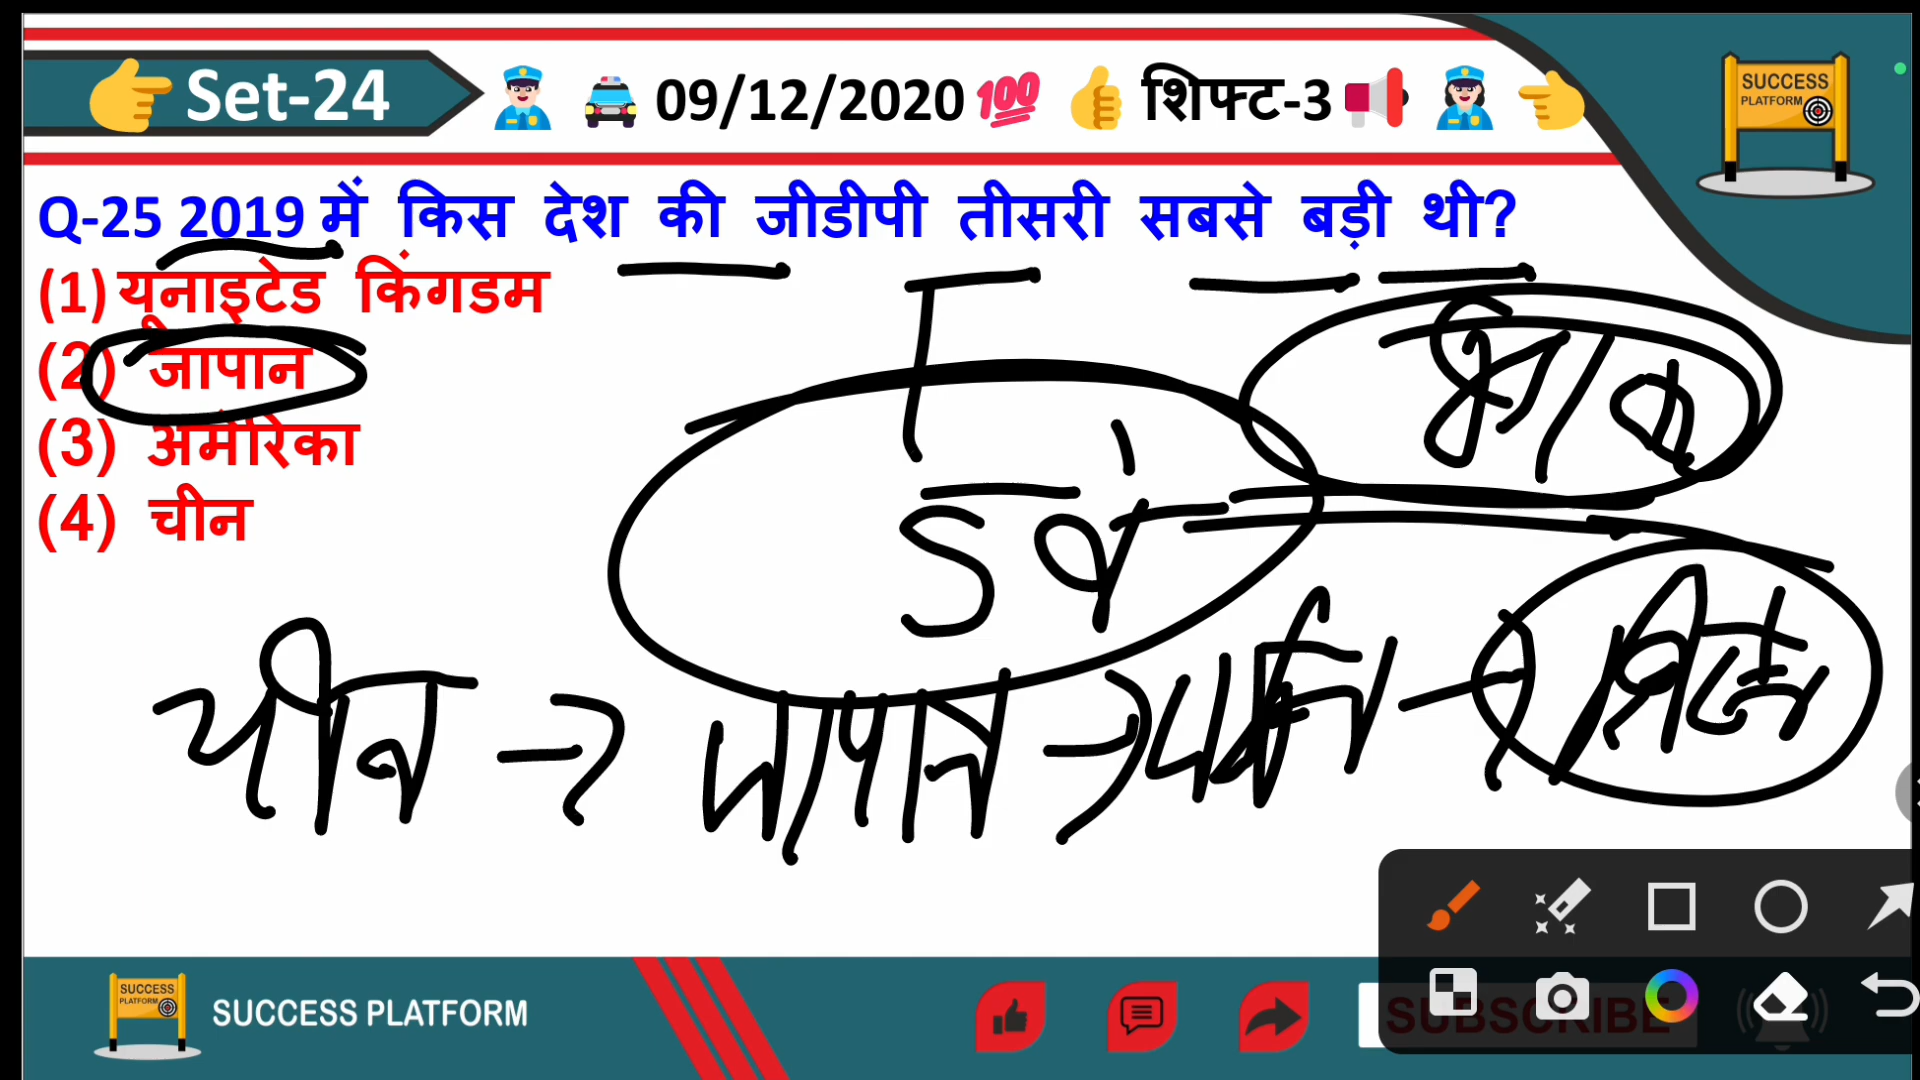 Set-24 09/12/2020 💯 शिफ्ट-3
SUCCESS
PLATFORM
Q-25 2019 में किस देश की जीडीपी तीसरी सबसे बड़ी थी?
(1) यूनाइटेड किंगडम
(2) जापान
(3) अमेरिका
(4) चीन
चीन → जापान →
SUCCESS
PLATFORM
SUCCESS PLATFORM
SUBSCRIBE